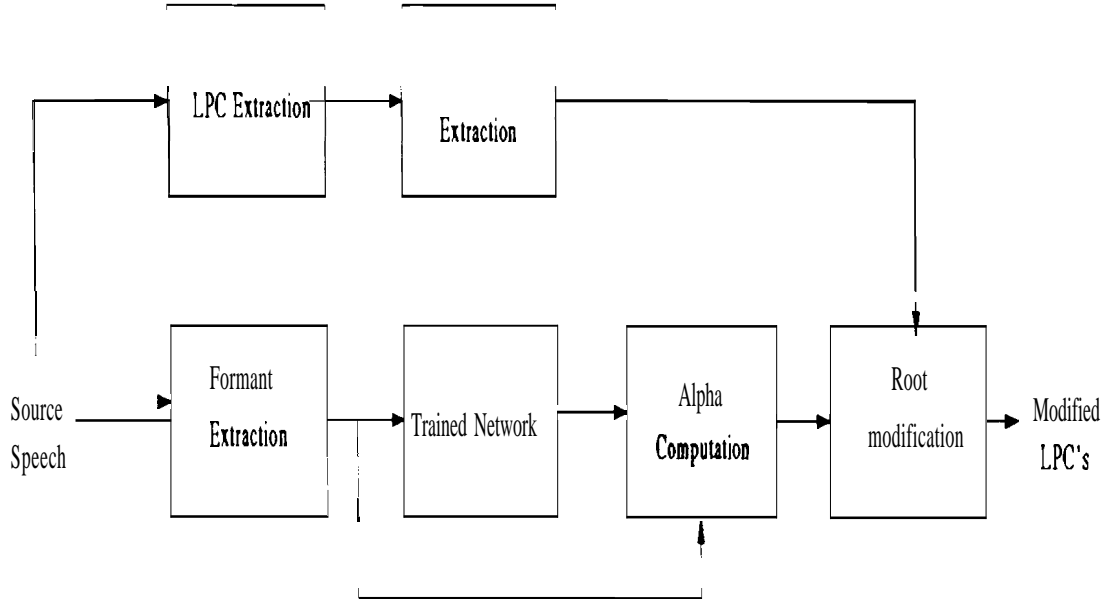 LPC Extraction
Extraction
Source
Speech
Formant
Extraction
Trained Network
Alpha
Computation
Root
modification
Modified
LPC's